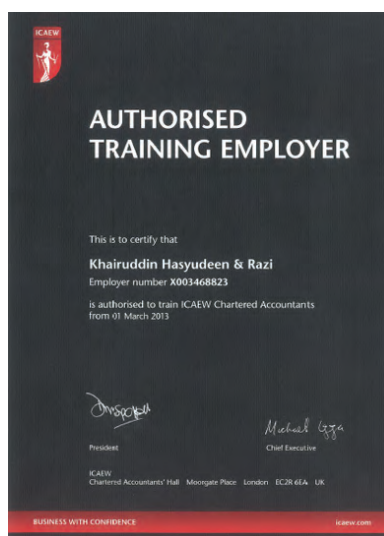 ICAEW
AUTHORISED
TRAINING EMPLOYER
This is to certify that
Khairuddin Hasyudeen & Razi
Employer number X003468823
is authorised to train ICAEW Chartered Accountants
from 01 March 2013
Michael Izza
President Chief Executive
ICAEW
Chartered Accountants' Hall Moorgate Place London EC2R 6EA UK
BUSINESS WITH CONFIDENCE icaew.com